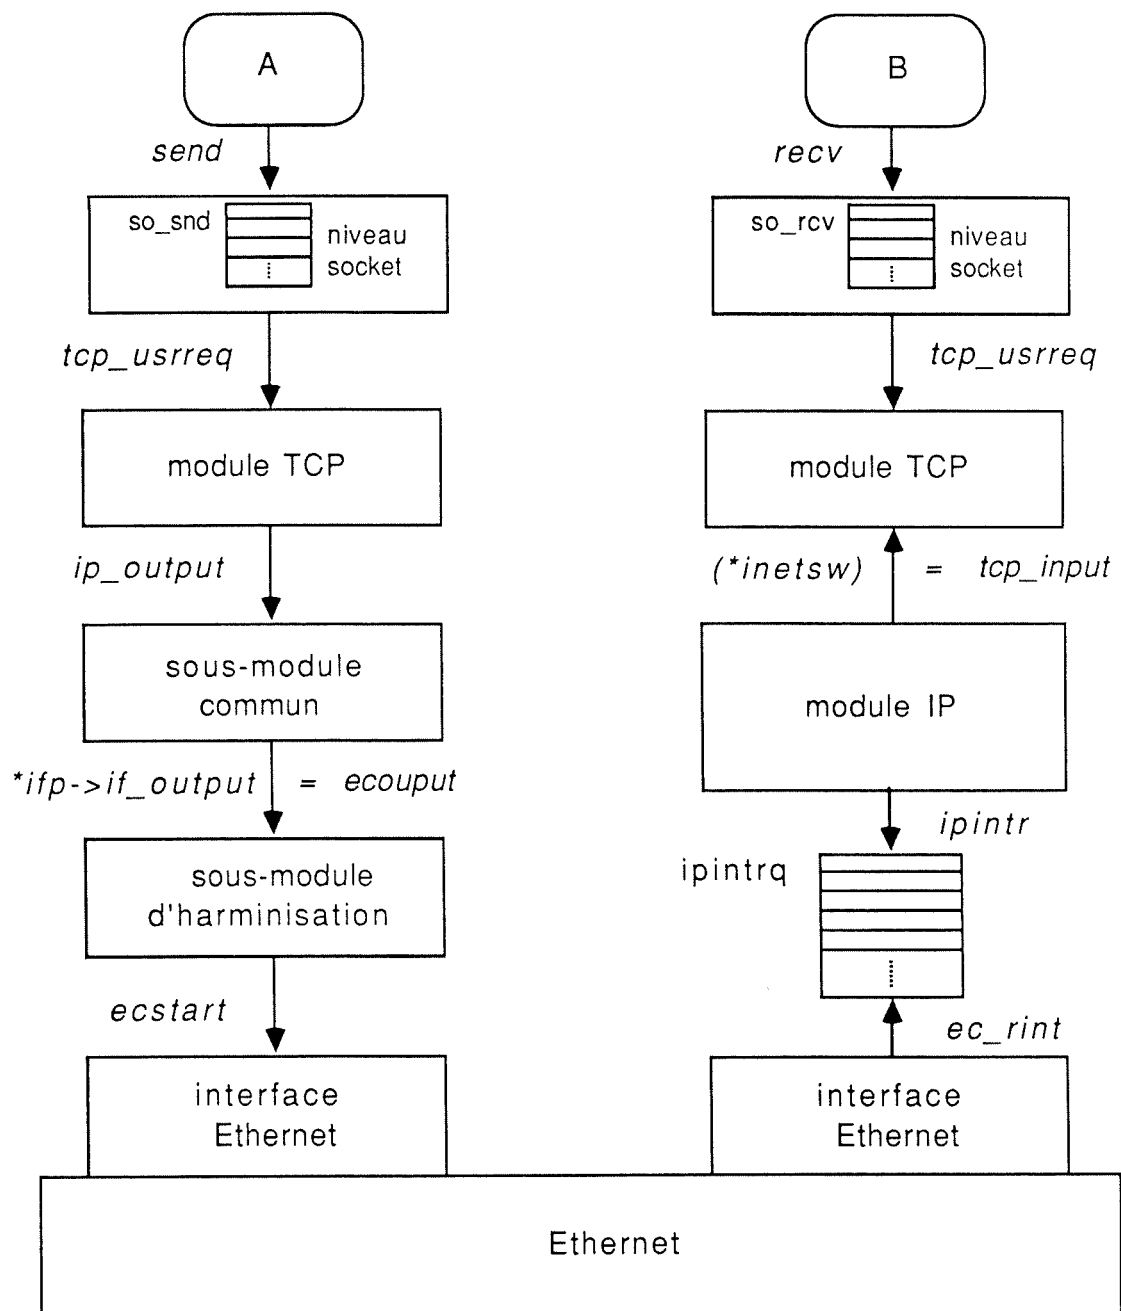 A
send
so_snd
niveau
socket
tcp_usrreq
module TCP
ip_output
sous-module
commun
*ifp->if_output = ecouput
sous-module
d'harminisation
ecstart
interface
Ethernet
B
recv
so_rcv
niveau
socket
tcp_usrreq
module TCP
(*inetsw) = tcp_input
module IP
ipintr
ipintrq
ec_rint
interface
Ethernet
Ethernet